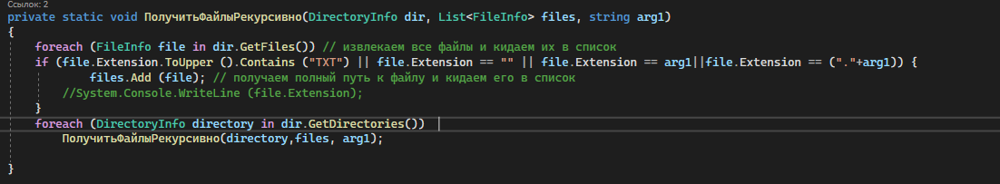 Ссылок: 2
private static void ПолучитьФайлыРекурсивно(DirectoryInfo dir, List<FileInfo> files, string arg1)
{
foreach (FileInfo file in dir.GetFiles()) // извлекаем все файлы и кидаем их в список
if (file.Extension.ToUpper ().Contains ("TXT") || file.Extension == "" || file.Extension == arg1||file.Extension == ("."+arg1)) {
files.Add (file); // получаем полный путь к файлу и кидаем его в список
//System.Console.WriteLine (file.Extension);
}
foreach (DirectoryInfo directory in dir.GetDirectories())
ПолучитьФайлыРекурсивно(directory,files, arg1);
}